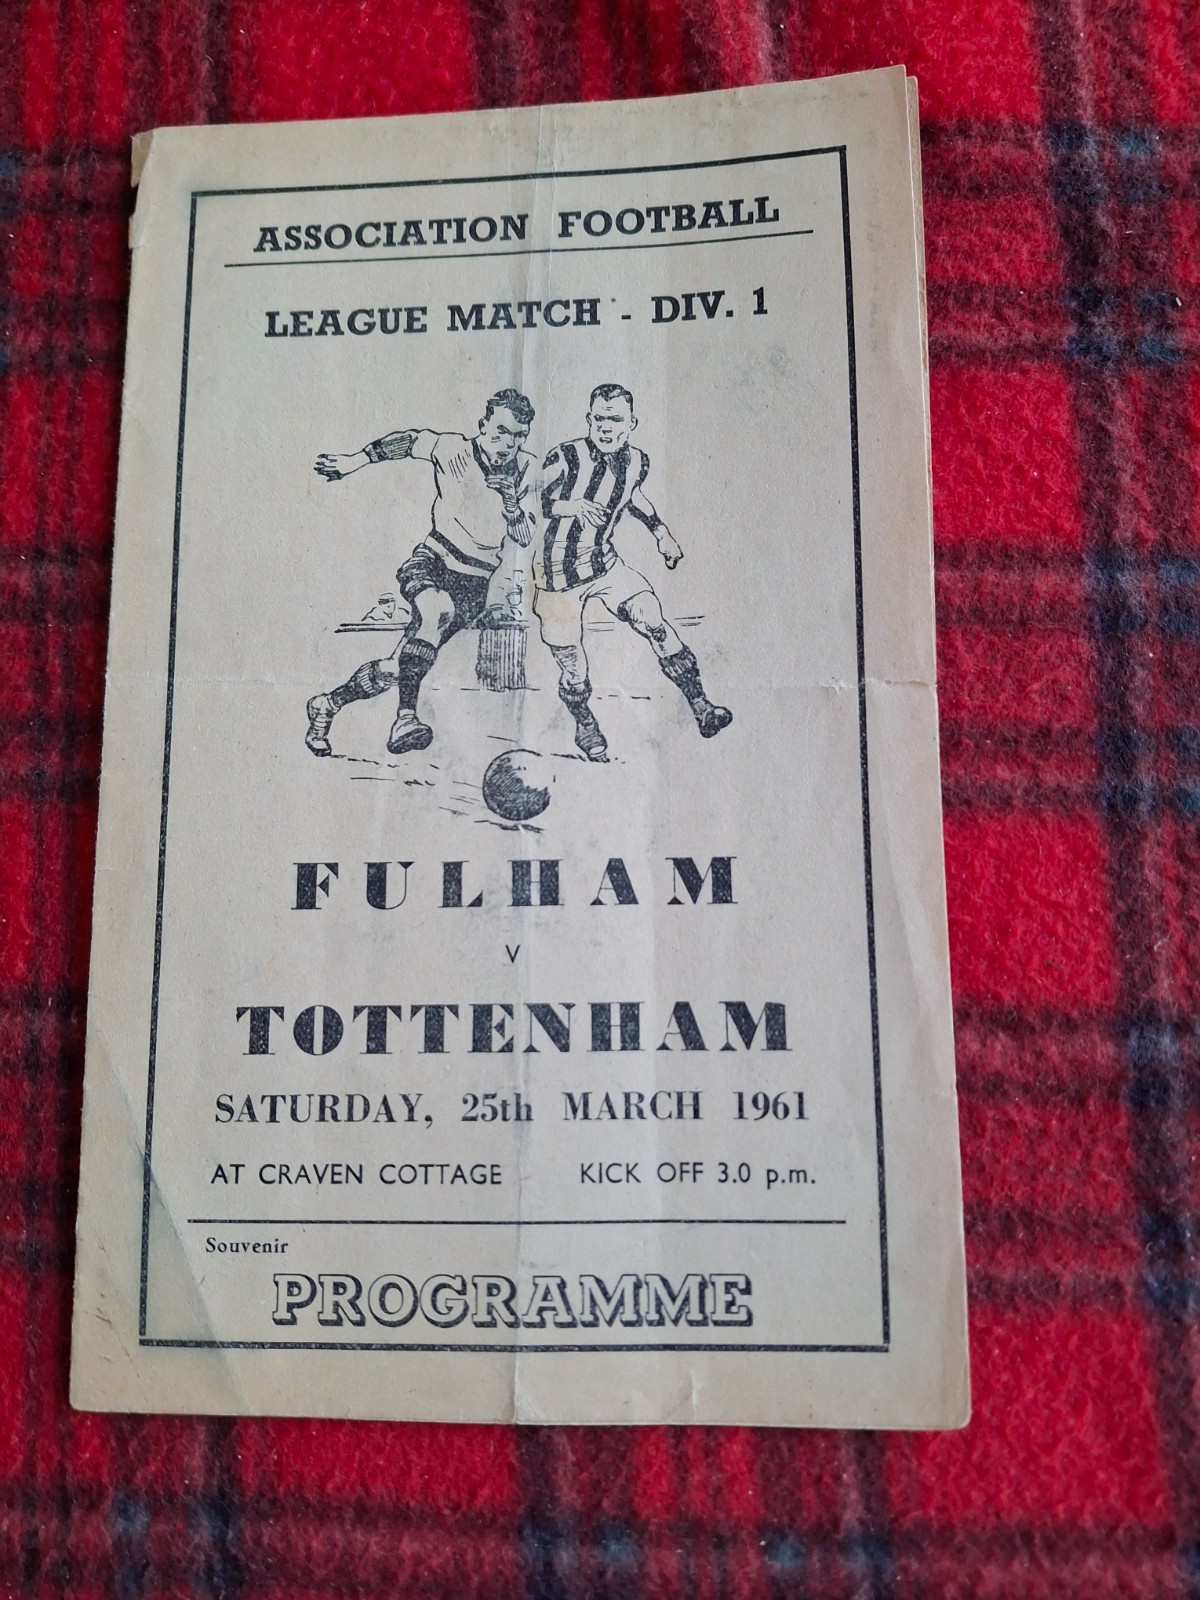 ASSOCIATION FOOTBALL
LEAGUE MATCH - DIV. 1
FULHAM
v
TOTTENHAM
SATURDAY, 25th MARCH 1961
AT CRAVEN COTTAGE KICK OFF 3.0 p.m.
Souvenir
PROGRAMME